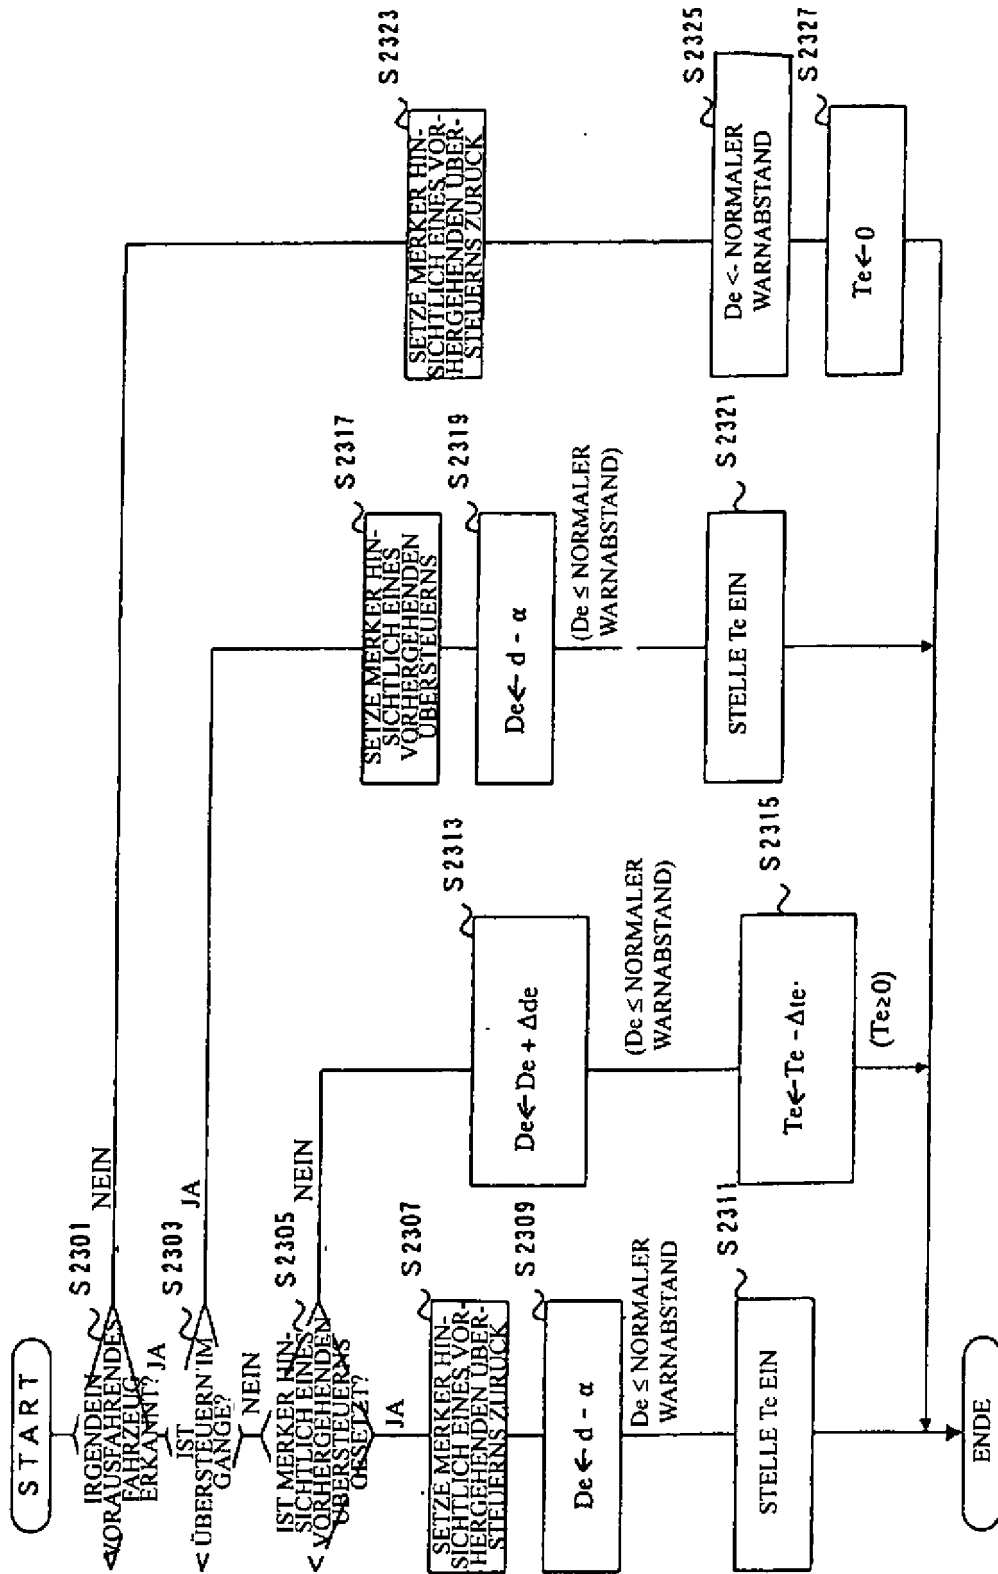 START
IRGENDEIN
VORAUSFAHRENDES
FAHRZEUG
ERKANNT?
S 2301
NEIN
JA
IST
ÜBERSTEUERN IM
GANGE?
S 2303
JA
NEIN
IST MERKER HIN-
SICHTLICH EINES
VORHERGEHENDEN
ÜBERSTEUERNS
GESETZT?
S 2305
NEIN
JA
SETZE MERKER HIN-
SICHTLICH EINES VOR-
HERGEHENDEN ÜBER-
STEUERNS ZURÜCK
S 2307
De ← d - α
S 2309
De ≤ NORMALER
WARNABSTAND
STELLE Te EIN
S 2311
De ← De + Δde
S 2313
(De ≤ NORMALER
WARNABSTAND)
Te ← Te - Δte
S 2315
(Te≥0)
SETZE MERKER HIN-
SICHTLICH EINES
VORHERGEHENDEN
ÜBERSTEUERNS
S 2317
De ← d - α
S 2319
(De ≤ NORMALER
WARNABSTAND)
STELLE Te EIN
S 2321
SETZE MERKER HIN-
SICHTLICH EINES VOR-
HERGEHENDEN ÜBER-
STEUERNS ZURÜCK
S 2323
De <- NORMALER
WARNABSTAND
S 2325
Te ← 0
S 2327
ENDE